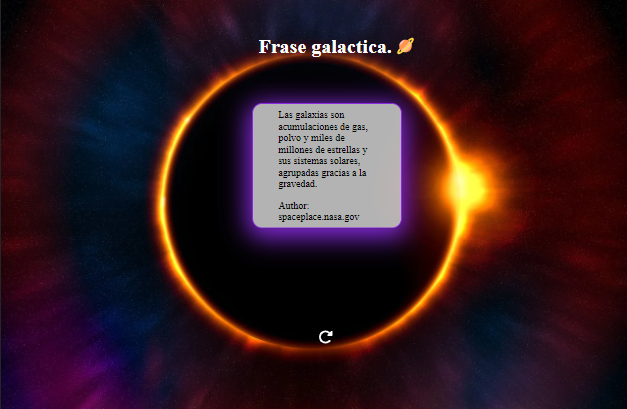 Frase galactica. 🪐
Las galaxias son
acumulaciones de gas,
polvo y miles de
millones de estrellas y
sus sistemas solares,
agrupadas gracias a la
gravedad.
Author:
spaceplace.nasa.gov